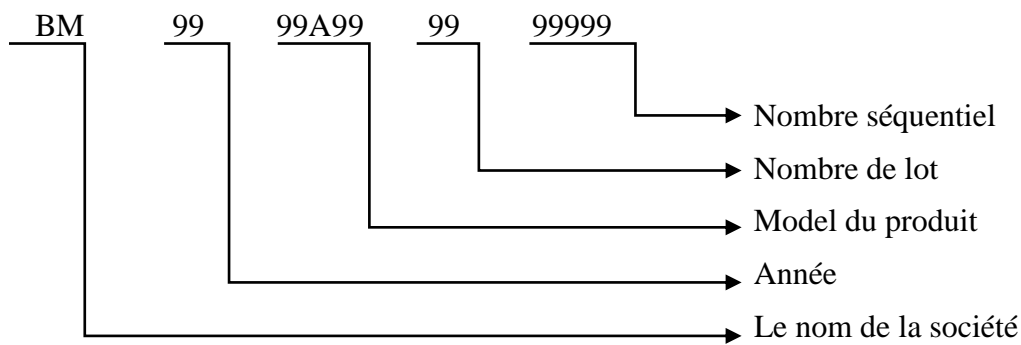 BM 99 99A99 99 99999
Nombre séquentiel
Nombre de lot
Model du produit
Année
Le nom de la société